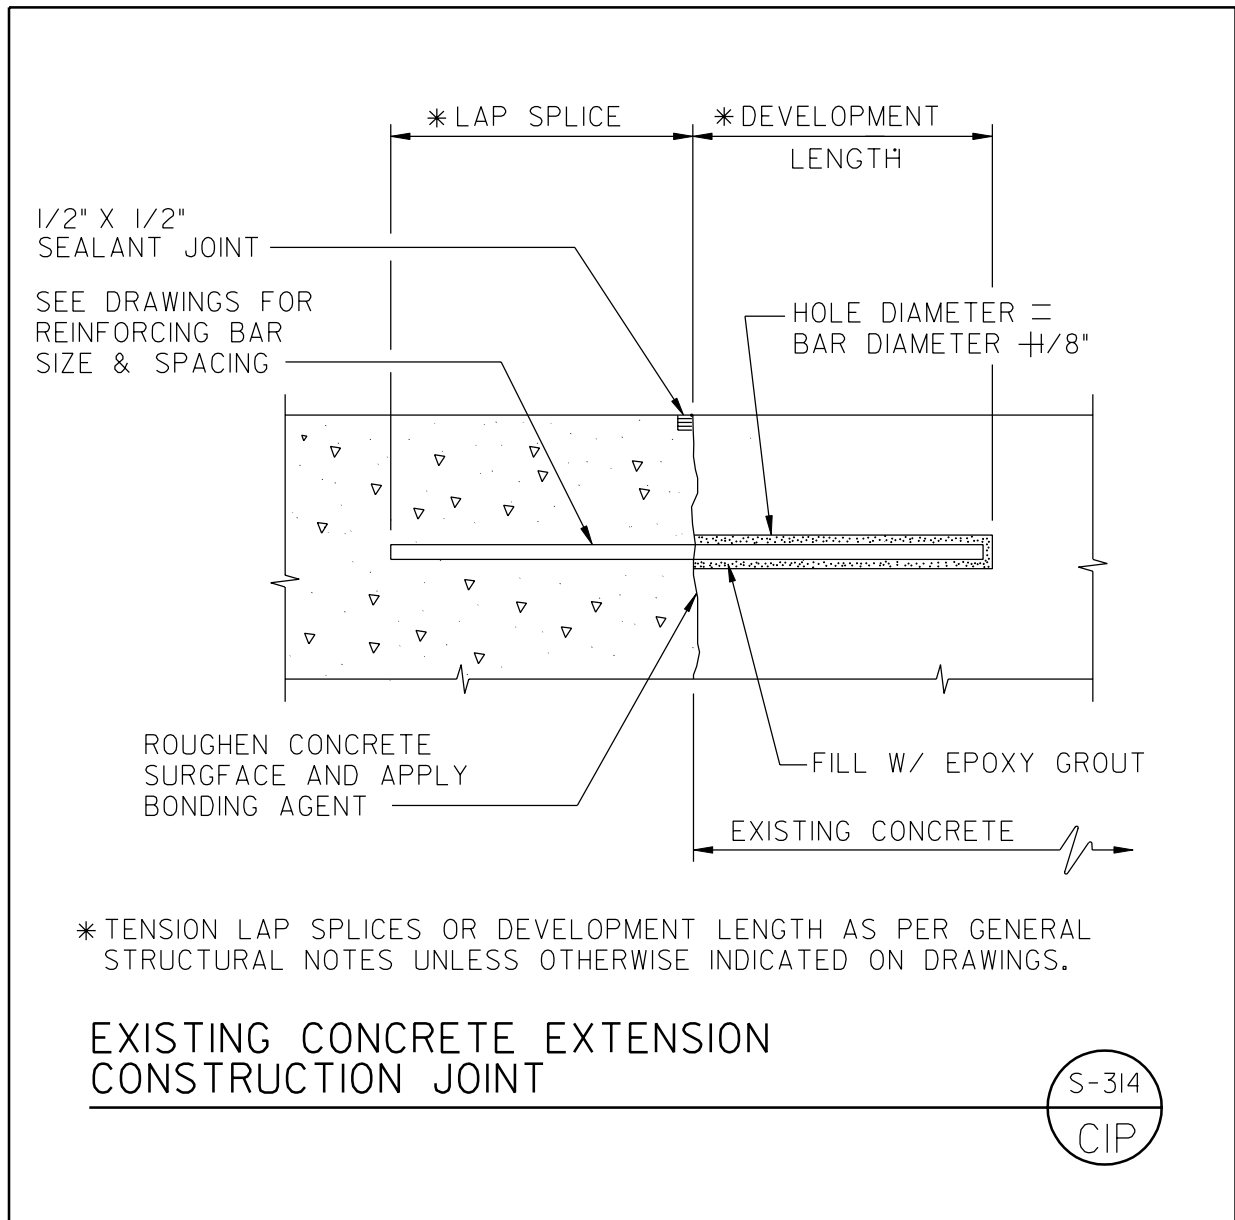 * LAP SPLICE
* DEVELOPMENT
LENGTH
1/2" X 1/2"
SEALANT JOINT
SEE DRAWINGS FOR
REINFORCING BAR
SIZE & SPACING
HOLE DIAMETER =
BAR DIAMETER +1/8"
ROUGHEN CONCRETE
SURGFACE AND APPLY
BONDING AGENT
FILL W/ EPOXY GROUT
EXISTING CONCRETE
* TENSION LAP SPLICES OR DEVELOPMENT LENGTH AS PER GENERAL
STRUCTURAL NOTES UNLESS OTHERWISE INDICATED ON DRAWINGS.
EXISTING CONCRETE EXTENSION
CONSTRUCTION JOINT
S-314
CIP